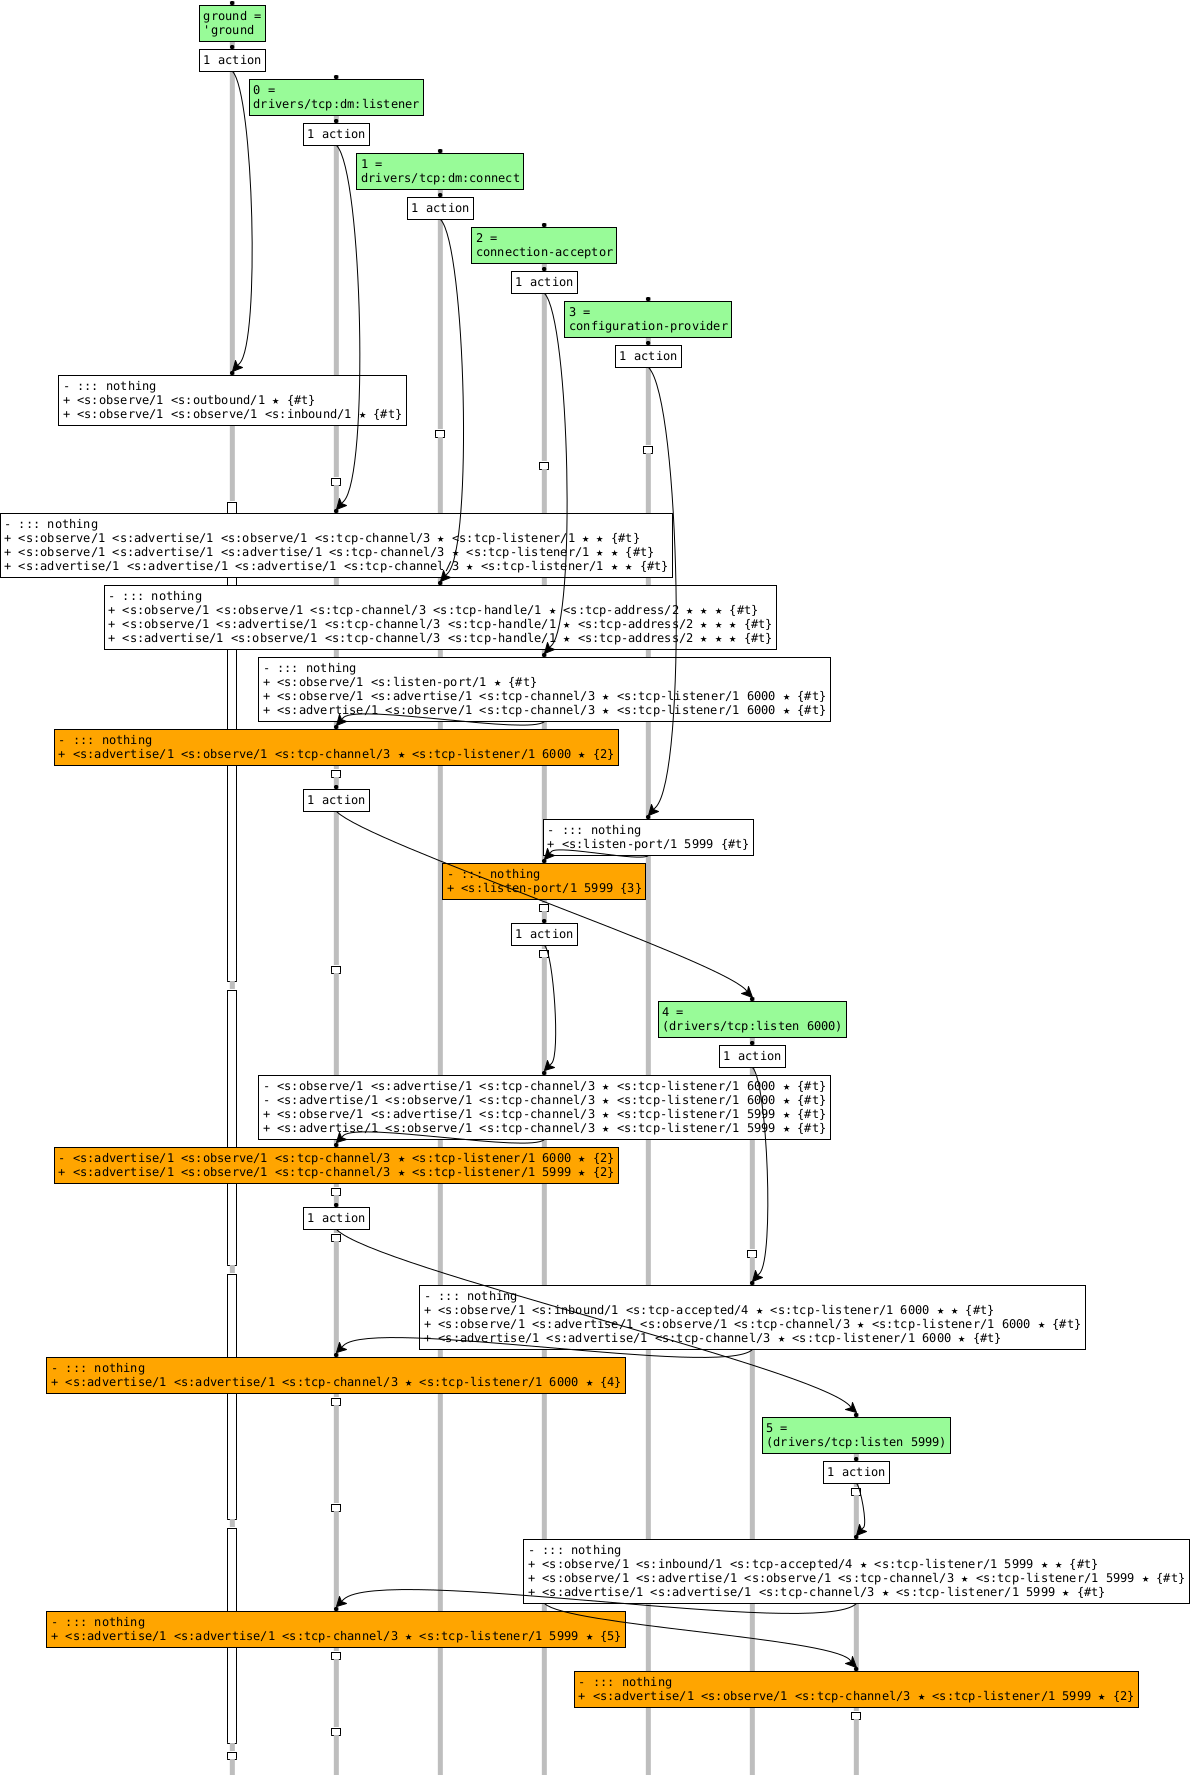 ground =
'ground
1 action
0 =
drivers/tcp:dm:listener
1 action
1 =
drivers/tcp:dm:connect
1 action
2 =
connection-acceptor
1 action
3 =
configuration-provider
1 action
- ::: nothing
+ <s:observe/1 <s:outbound/1 ★ {#t}
+ <s:observe/1 <s:observe/1 <s:inbound/1 ★ {#t}
- ::: nothing
+ <s:observe/1 <s:advertise/1 <s:observe/1 <s:tcp-channel/3 ★ <s:tcp-listener/1 ★ ★ {#t}
+ <s:observe/1 <s:advertise/1 <s:advertise/1 <s:tcp-channel/3 ★ <s:tcp-listener/1 ★ ★ {#t}
+ <s:advertise/1 <s:advertise/1 <s:advertise/1 <s:tcp-channel/3 ★ <s:tcp-listener/1 ★ ★ {#t}
- ::: nothing
+ <s:observe/1 <s:observe/1 <s:tcp-channel/3 <s:tcp-handle/1 ★ <s:tcp-address/2 ★ ★ ★ {#t}
+ <s:observe/1 <s:advertise/1 <s:tcp-channel/3 <s:tcp-handle/1 ★ <s:tcp-address/2 ★ ★ ★ {#t}
+ <s:advertise/1 <s:observe/1 <s:tcp-channel/3 <s:tcp-handle/1 ★ <s:tcp-address/2 ★ ★ ★ {#t}
- ::: nothing
+ <s:observe/1 <s:listen-port/1 ★ {#t}
+ <s:observe/1 <s:advertise/1 <s:tcp-channel/3 ★ <s:tcp-listener/1 6000 ★ {#t}
+ <s:advertise/1 <s:observe/1 <s:tcp-channel/3 ★ <s:tcp-listener/1 6000 ★ {#t}
- ::: nothing
+ <s:advertise/1 <s:observe/1 <s:tcp-channel/3 ★ <s:tcp-listener/1 6000 ★ {2}
1 action
- ::: nothing
+ <s:listen-port/1 5999 {#t}
- ::: nothing
+ <s:listen-port/1 5999 {3}
1 action
4 =
(drivers/tcp:listen 6000)
1 action
- <s:observe/1 <s:advertise/1 <s:tcp-channel/3 ★ <s:tcp-listener/1 6000 ★ {#t}
- <s:advertise/1 <s:observe/1 <s:tcp-channel/3 ★ <s:tcp-listener/1 6000 ★ {#t}
+ <s:observe/1 <s:advertise/1 <s:tcp-channel/3 ★ <s:tcp-listener/1 5999 ★ {#t}
+ <s:advertise/1 <s:observe/1 <s:tcp-channel/3 ★ <s:tcp-listener/1 5999 ★ {#t}
- <s:advertise/1 <s:observe/1 <s:tcp-channel/3 ★ <s:tcp-listener/1 6000 ★ {2}
+ <s:advertise/1 <s:observe/1 <s:tcp-channel/3 ★ <s:tcp-listener/1 5999 ★ {2}
1 action
- ::: nothing
+ <s:observe/1 <s:inbound/1 <s:tcp-accepted/4 ★ <s:tcp-listener/1 6000 ★ ★ {#t}
+ <s:observe/1 <s:advertise/1 <s:observe/1 <s:tcp-channel/3 ★ <s:tcp-listener/1 6000 ★ {#t}
+ <s:advertise/1 <s:advertise/1 <s:tcp-channel/3 ★ <s:tcp-listener/1 6000 ★ {#t}
- ::: nothing
+ <s:advertise/1 <s:advertise/1 <s:tcp-channel/3 ★ <s:tcp-listener/1 6000 ★ {4}
5 =
(drivers/tcp:listen 5999)
1 action
- ::: nothing
+ <s:observe/1 <s:inbound/1 <s:tcp-accepted/4 ★ <s:tcp-listener/1 5999 ★ ★ {#t}
+ <s:observe/1 <s:advertise/1 <s:observe/1 <s:tcp-channel/3 ★ <s:tcp-listener/1 5999 ★ {#t}
+ <s:advertise/1 <s:advertise/1 <s:tcp-channel/3 ★ <s:tcp-listener/1 5999 ★ {#t}
- ::: nothing
+ <s:advertise/1 <s:advertise/1 <s:tcp-channel/3 ★ <s:tcp-listener/1 5999 ★ {5}
- ::: nothing
+ <s:advertise/1 <s:observe/1 <s:tcp-channel/3 ★ <s:tcp-listener/1 5999 ★ {2}